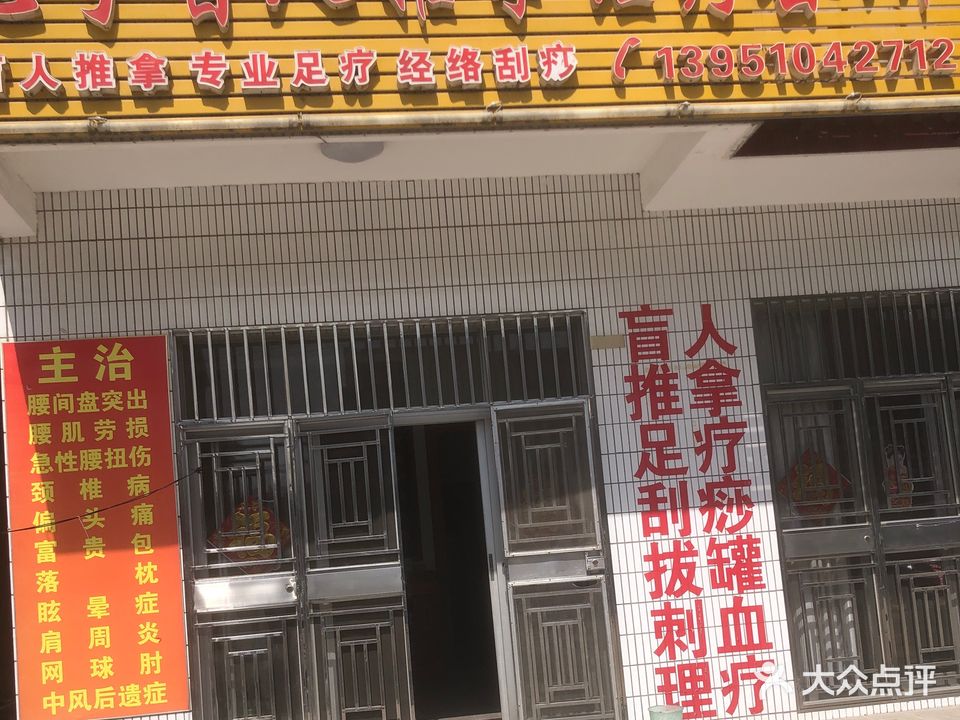 盲人推拿 专业足疗 经络刮痧 13951042712
主治
腰间盘突出
腰肌劳损
急性腰扭伤
颈椎病
偏头痛
富贵包
落枕
眩晕症
肩周炎
网球肘
中风后遗症
盲人
推拿
足疗
刮痧
拔罐
刺血
理疗
大众点评